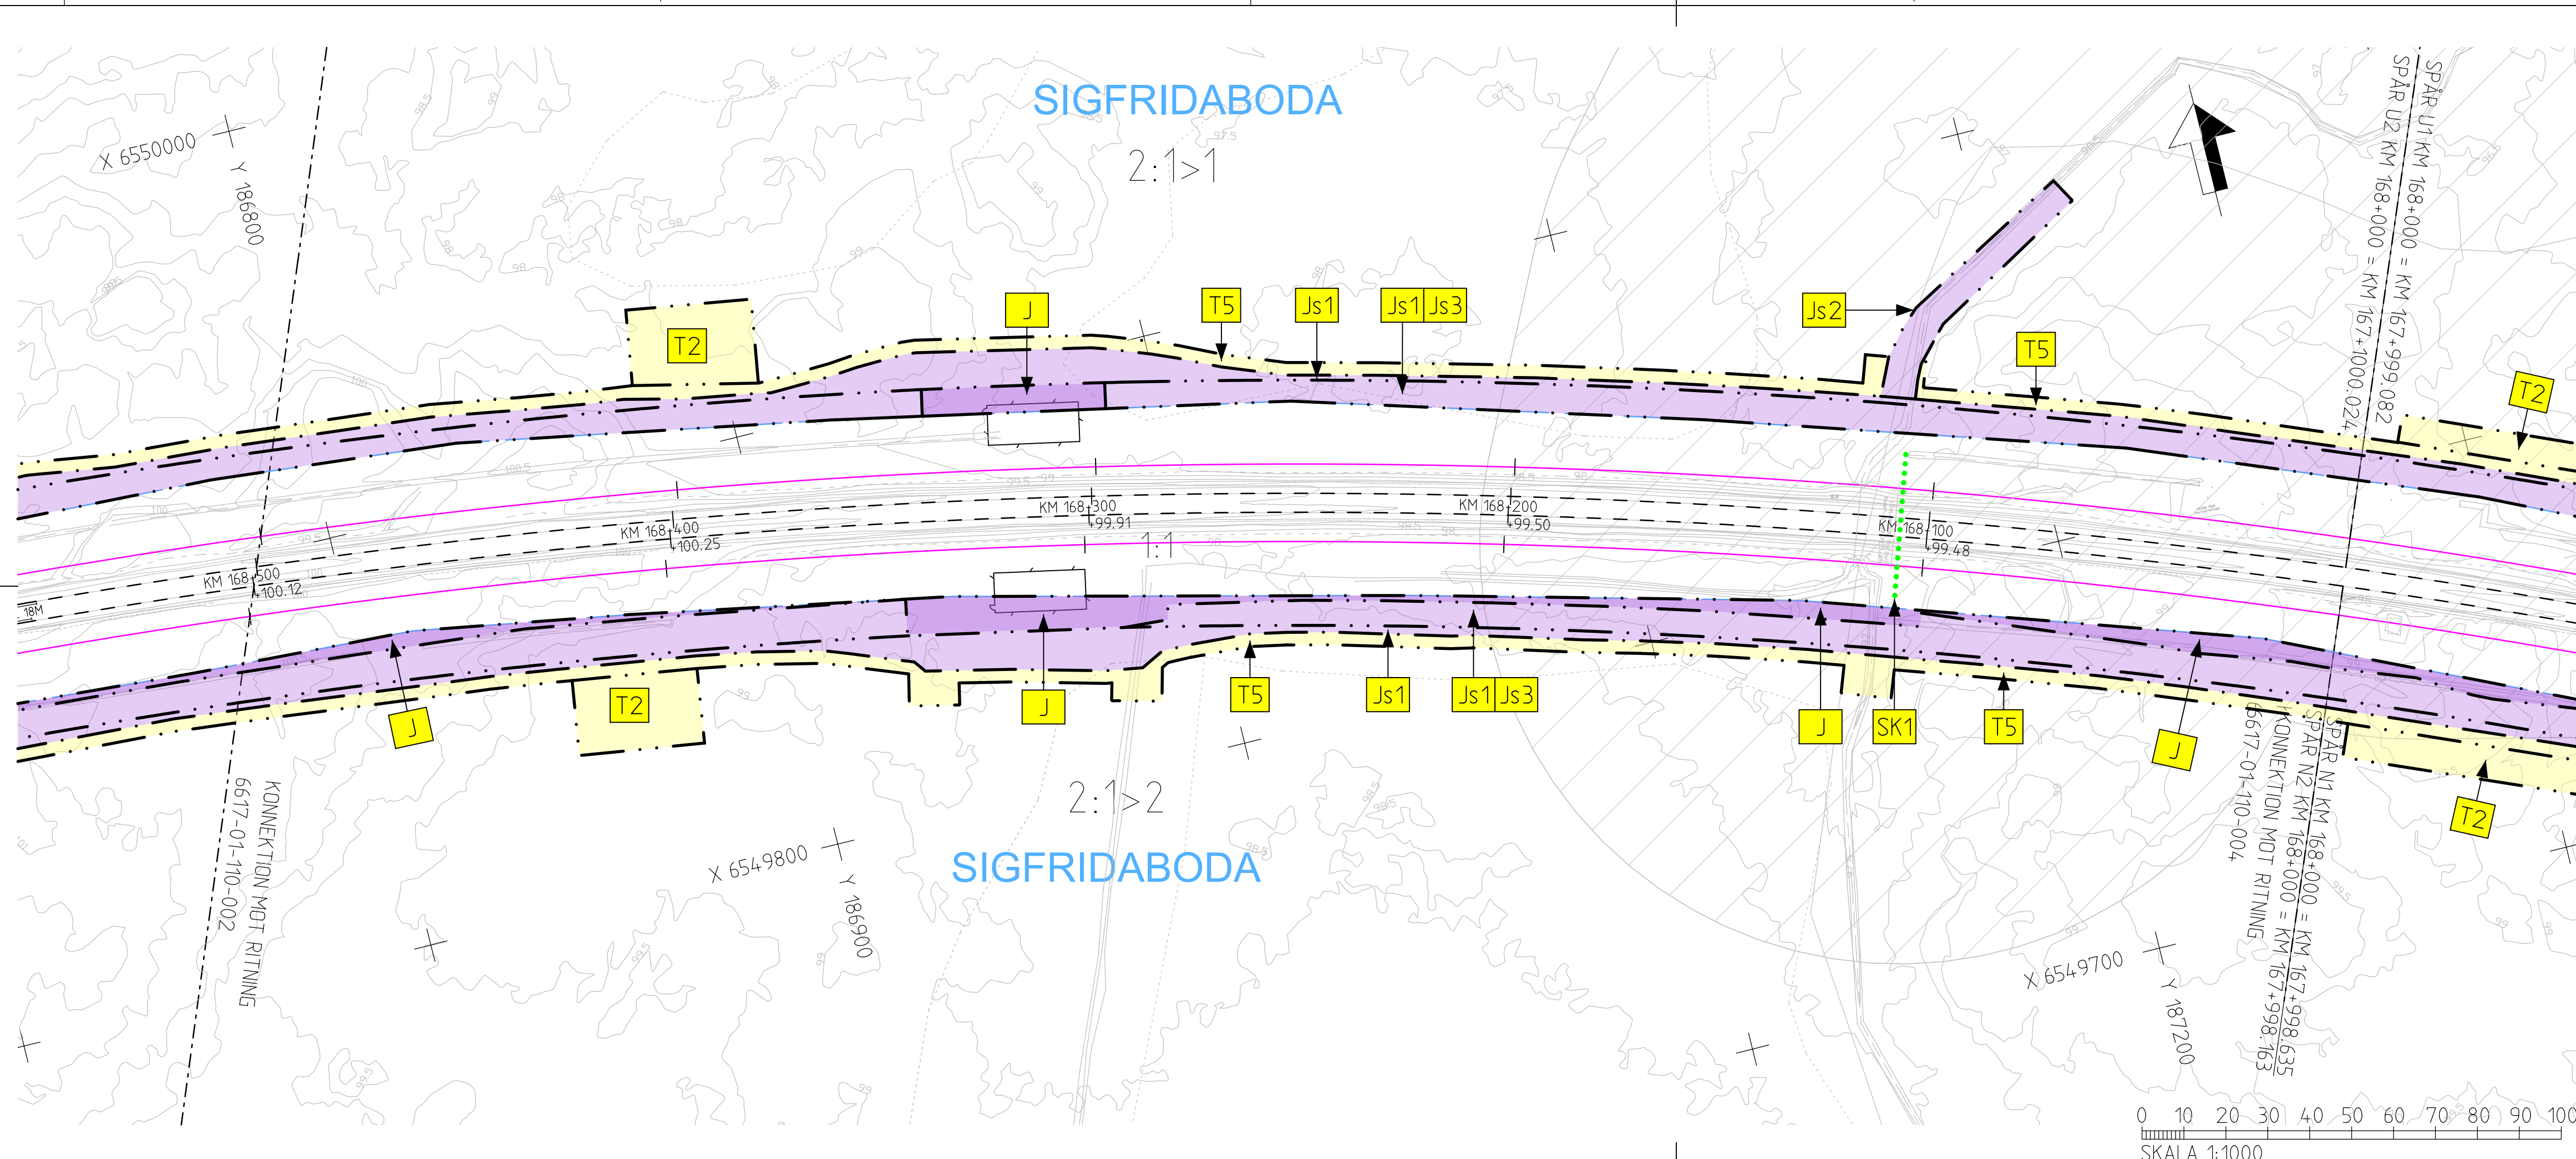 SIGFRIDABODA
2:1>1
X 6550000
Y 186800
SPÅR U1 KM 168+000 = KM 167+999.082
SPÅR U2 KM 168+000 = KM 167+1000.024
T2
J
T5
Js1
Js1 Js3
Js2
T5
T2
KM 168+500
+100.12
KM 168+400
+100.25
KM 168+300
+99.91
KM 168+200
+99.50
KM 168+100
+99.48
18M
1:1
J
T2
J
T5
Js1
Js1 Js3
J
SK1
T5
J
T2
2:1>2
SIGFRIDABODA
X 6549800
Y 186900
X 6549700
Y 187200
KONNEKTION MOT RITNING
6617-01-110-002
SPÅR N1 KM 168+000 = KM 167+998.635
SPÅR N2 KM 168+000 = KM 167+998.163
KONNEKTION MOT RITNING
6617-01-110-004
0 10 20 30 40 50 60 70 80 90 100
SKALA 1:1000